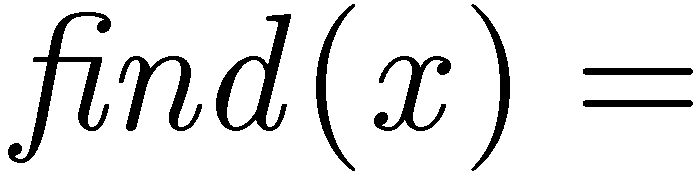 find(x) =